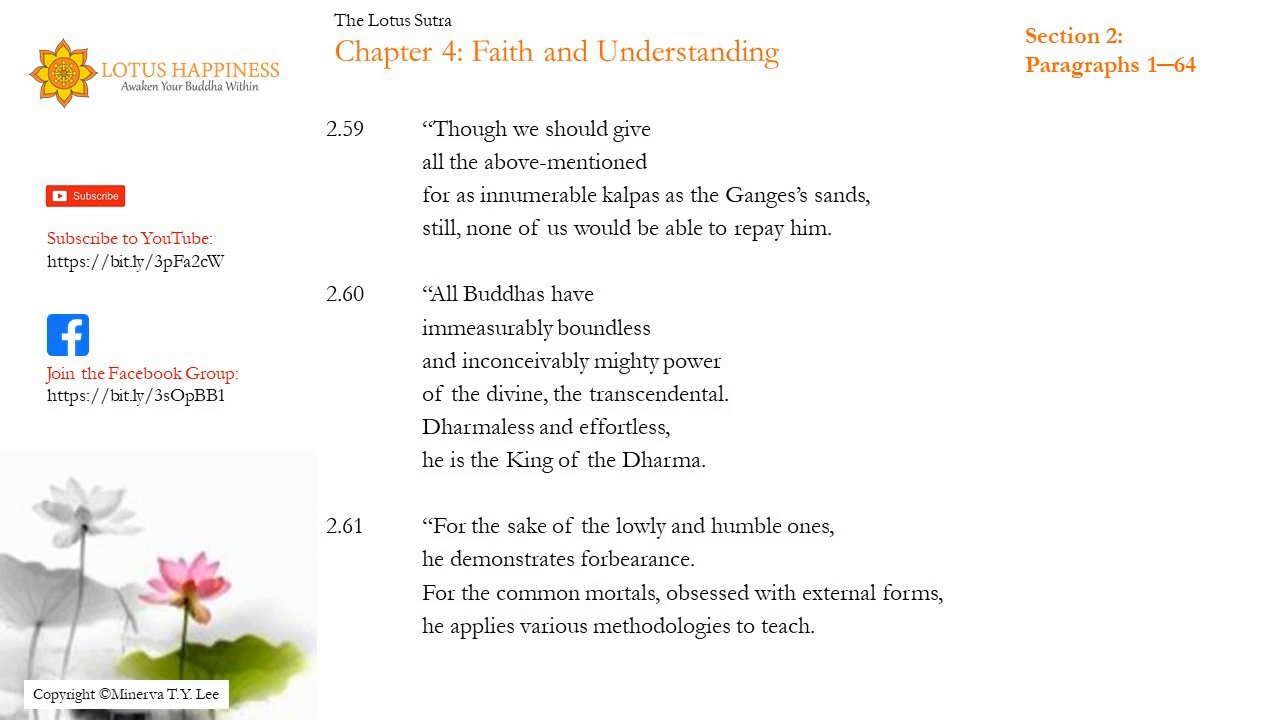 The Lotus Sutra
Chapter 4: Faith and Understanding
Section 2:
Paragraphs 1—64
LOTUS HAPPINESS
Awaken Your Buddha Within
Subscribe
Subscribe to YouTube:
https://bit.ly/3pFa2cW
Join the Facebook Group:
https://bit.ly/3sOpBB1
2.59 “Though we should give
all the above-mentioned
for as innumerable kalpas as the Ganges’s sands,
still, none of us would be able to repay him.
2.60 “All Buddhas have
immeasurably boundless
and inconceivably mighty power
of the divine, the transcendental.
Dharmaless and effortless,
he is the King of the Dharma.
2.61 “For the sake of the lowly and humble ones,
he demonstrates forbearance.
For the common mortals, obsessed with external forms,
he applies various methodologies to teach.
Copyright ©Minerva T.Y. Lee